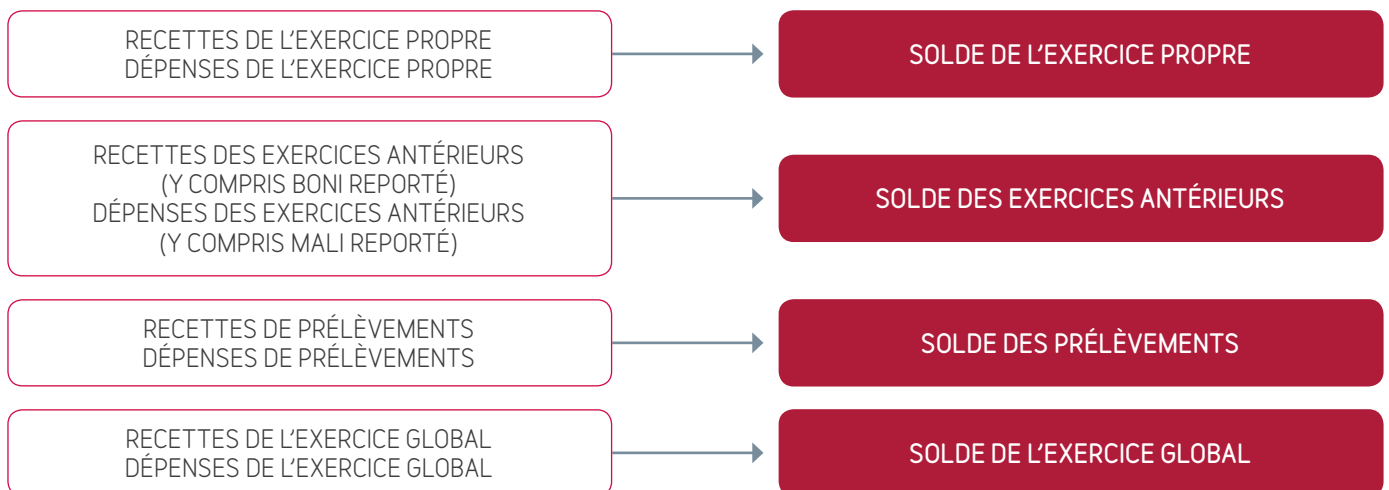 RECETTES DE L'EXERCICE PROPRE
DÉPENSES DE L'EXERCICE PROPRE
SOLDE DE L'EXERCICE PROPRE
RECETTES DES EXERCICES ANTÉRIEURS
(Y COMPRIS BONI REPORTÉ)
DÉPENSES DES EXERCICES ANTÉRIEURS
(Y COMPRIS MALI REPORTÉ)
SOLDE DES EXERCICES ANTÉRIEURS
RECETTES DE PRÉLÈVEMENTS
DÉPENSES DE PRÉLÈVEMENTS
SOLDE DES PRÉLÈVEMENTS
RECETTES DE L'EXERCICE GLOBAL
DÉPENSES DE L'EXERCICE GLOBAL
SOLDE DE L'EXERCICE GLOBAL